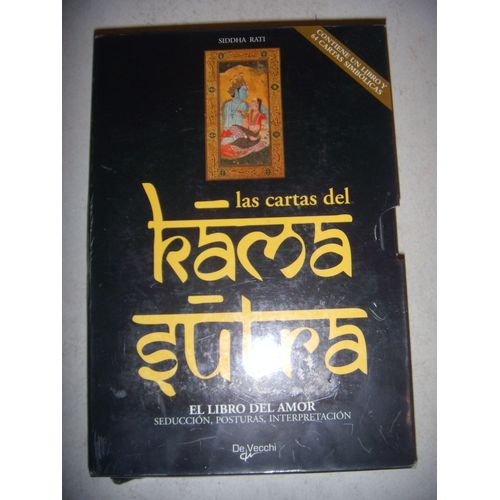 SIDDHA RATI
CONTIENE UN LIBRO Y
64 CARTAS SIMBÓLICAS
las cartas del
kāma
sūtra
EL LIBRO DEL AMOR
SEDUCCIÓN, POSTURAS, INTERPRETACIÓN
De Vecchi